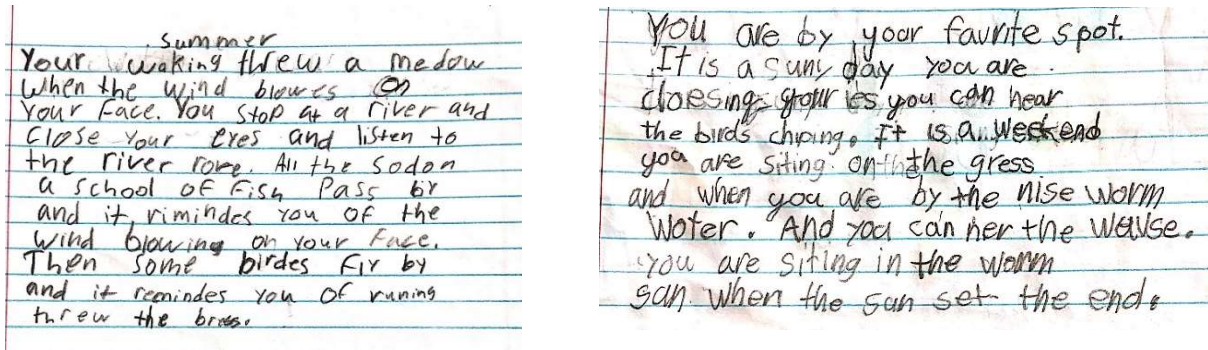 summer
Your waking threw a medow
when the wind blowes on
your Face. You stop at a river and
close your eyes and listen to
the river rore. All the sodon
a school of Fish Pass by
and it rimindes you of the
wind blowing on your Face.
Then some birdes Fly by
and it remindes you of runing
threw the
You are by your faurite spot.
It is a suny day you are
cloesing your ies you can hear
the birds chiping. It is a weekend
you are siting on the gress
and when you are by the nise worm
Woter. And you can her the wavse.
you are siting in the worm
san when the sun set the end.